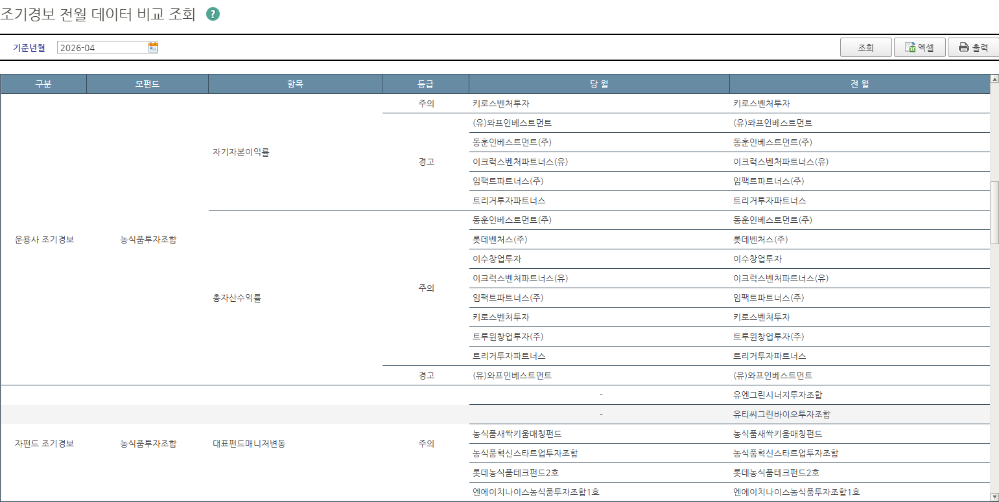 조기경보 전월 데이터 비교 조회 ?
기준년월 2026-04 조회 엑셀 출력
구분 모펀드 항목 등급 당 월 전 월
주의 키로스벤처투자 키로스벤처투자
(유)와프인베스트먼트 (유)와프인베스트먼트
동훈인베스트먼트(주) 동훈인베스트먼트(주)
자기자본이익률
경고 이크럭스벤처파트너스(유) 이크럭스벤처파트너스(유)
임팩트파트너스(주) 임팩트파트너스(주)
트리거투자파트너스 트리거투자파트너스
동훈인베스트먼트(주) 동훈인베스트먼트(주)
운용사 조기경보 농식품투자조합 롯데벤처스(주) 롯데벤처스(주)
이수창업투자 이수창업투자
이크럭스벤처파트너스(유) 이크럭스벤처파트너스(유)
주의
총자산수익률 임팩트파트너스(주) 임팩트파트너스(주)
키로스벤처투자 키로스벤처투자
트루윈창업투자(주) 트루윈창업투자(주)
트리거투자파트너스 트리거투자파트너스
경고 (유)와프인베스트먼트 (유)와프인베스트먼트
- 유엔그린시너지투자조합
- 유티씨그린바이오투자조합
농식품새싹키움매칭펀드 농식품새싹키움매칭펀드
자펀드 조기경보 농식품투자조합 대표펀드매니저변동 주의
농식품혁신스타트업투자조합 농식품혁신스타트업투자조합
롯데농식품테크펀드2호 롯데농식품테크펀드2호
엔에이치나이스농식품투자조합1호 엔에이치나이스농식품투자조합1호